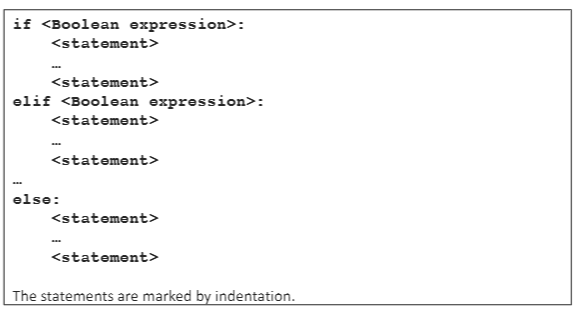 if <Boolean expression>:
<statement>
…
<statement>
elif <Boolean expression>:
<statement>
…
<statement>
…
else:
<statement>
…
<statement>
The statements are marked by indentation.